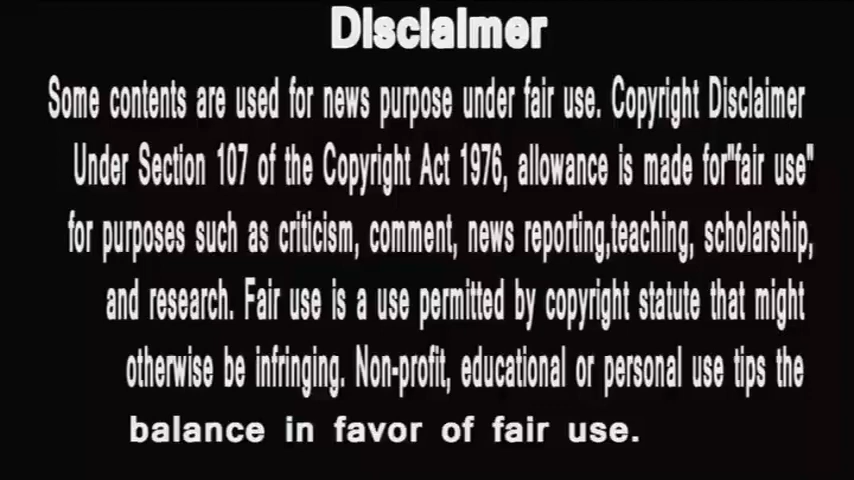 Disclaimer
Some contents are used for news purpose under fair use. Copyright Disclaimer
Under Section 107 of the Copyright Act 1976, allowance is made for"fair use"
for purposes such as criticism, comment, news reporting,teaching, scholarship,
and research. Fair use is a use permitted by copyright statute that might
otherwise be infringing. Non-profit, educational or personal use tips the
balance in favor of fair use.